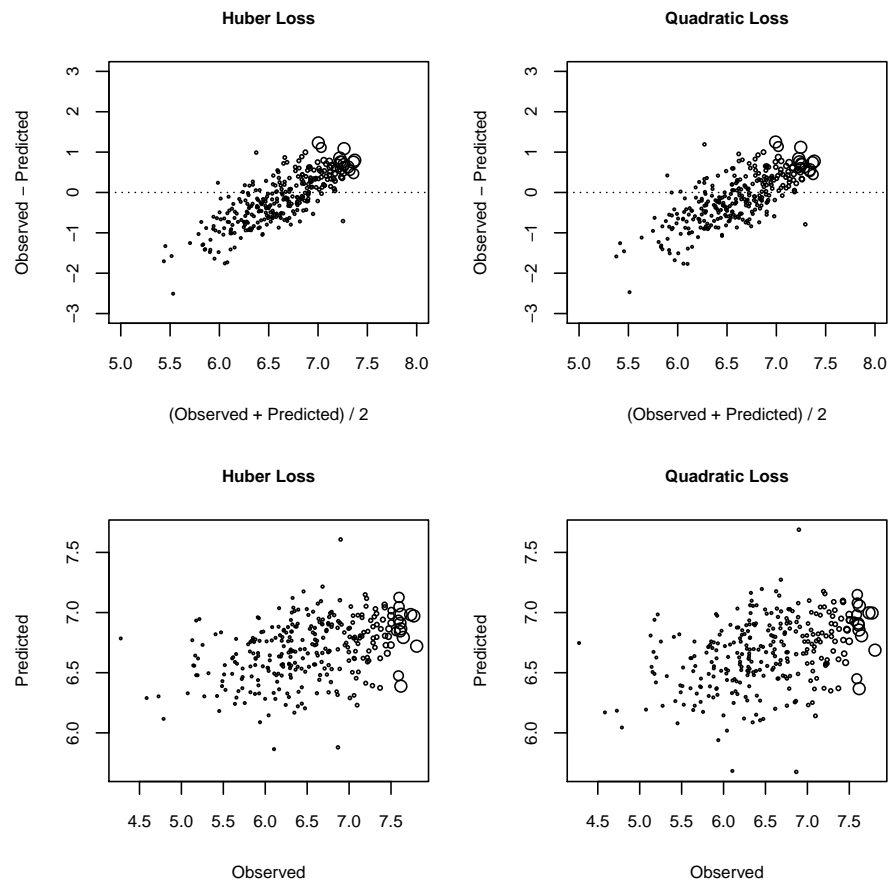 Huber Loss
Observed − Predicted
3
2
1
0
−1
−2
−3
5.0 5.5 6.0 6.5 7.0 7.5 8.0
(Observed + Predicted) / 2
Quadratic Loss
Observed − Predicted
3
2
1
0
−1
−2
−3
5.0 5.5 6.0 6.5 7.0 7.5 8.0
(Observed + Predicted) / 2
Huber Loss
Predicted
7.5
7.0
6.5
6.0
4.5 5.0 5.5 6.0 6.5 7.0 7.5
Observed
Quadratic Loss
Predicted
7.5
7.0
6.5
6.0
4.5 5.0 5.5 6.0 6.5 7.0 7.5
Observed